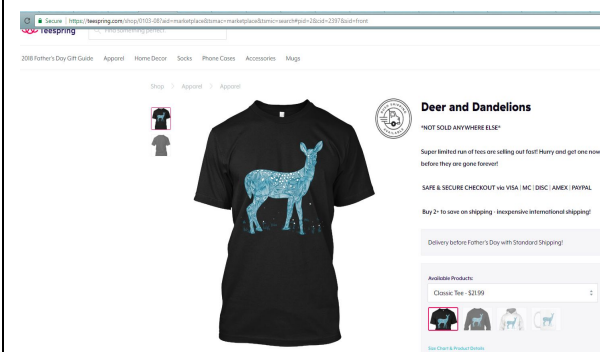 Secure | https://teespring.com/shop/0103-08?aid=marketplace&tsmac=marketplace&tsmic=search#pid=2&cid=2397&sid=front
Teespring
Find something perfect
2018 Father's Day Gift Guide Apparel Home Decor Socks Phone Cases Accessories Mugs
Shop > Apparel > Apparel
Deer and Dandelions
*NOT SOLD ANYWHERE ELSE*
Super limited run of tees are selling out fast! Hurry and get one now
before they are gone forever!
SAFE & SECURE CHECKOUT via VISA | MC | DISC | AMEX | PAYPAL
Buy 2+ to save on shipping - inexpensive international shipping!
Delivery before Father's Day with Standard Shipping!
Available Products:
Classic Tee - $21.99
Size Chart & Product Details